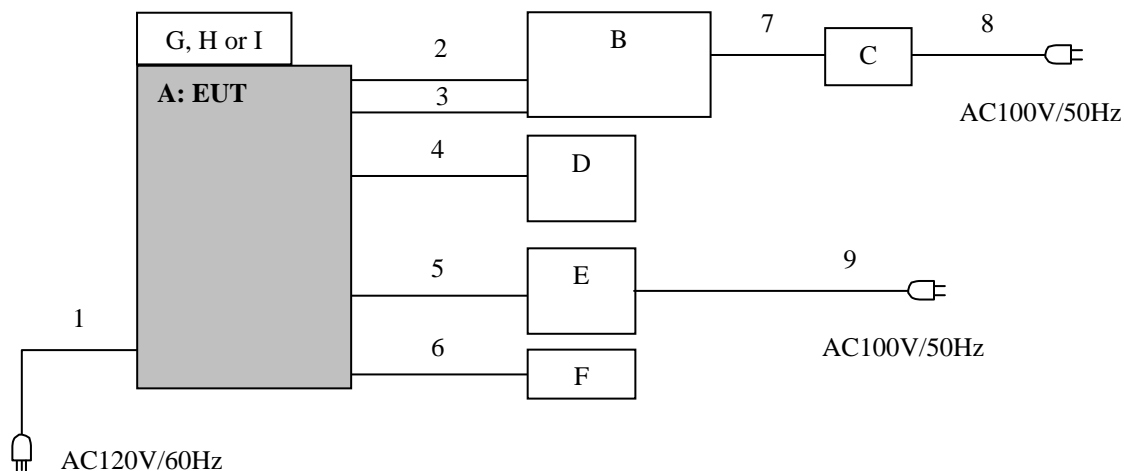 G, H or I
A: EUT
2
3
B
7
C
8
AC100V/50Hz
4
D
5
E
9
AC100V/50Hz
6
F
1
AC120V/60Hz